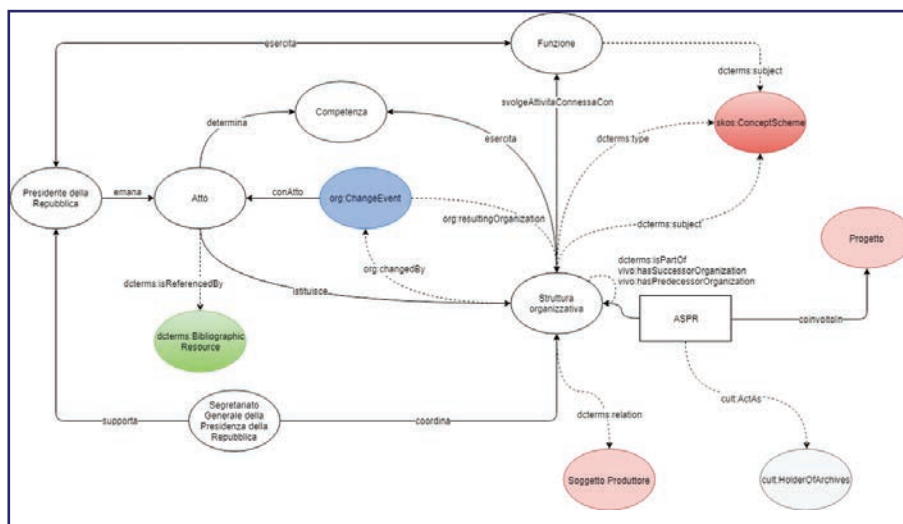 esercita
Funzione
dcterms:subject
svolgeAttivitaConnessaCon
Competenza
determina
esercita
dcterms:type
skos:ConceptScheme
Presidente della
Repubblica
emana
Atto
conAtto
org:ChangeEvent
org:resultingOrganization
dcterms:subject
Progetto
dcterms:isReferencedBy
org:changedBy
istituisce
dcterms:isPartOf
vivo:hasSuccessorOrganization
vivo:hasPredecessorOrganization
Struttura
organizzativa
ASPR
coinvoltoIn
dcterms:Bibliographic
Resource
cult:ActAs
Segretariato
Generale della
Presidenza della
Repubblica
supporta
coordina
dcterms:relation
Soggetto Produttore
cult:HolderOfArchives